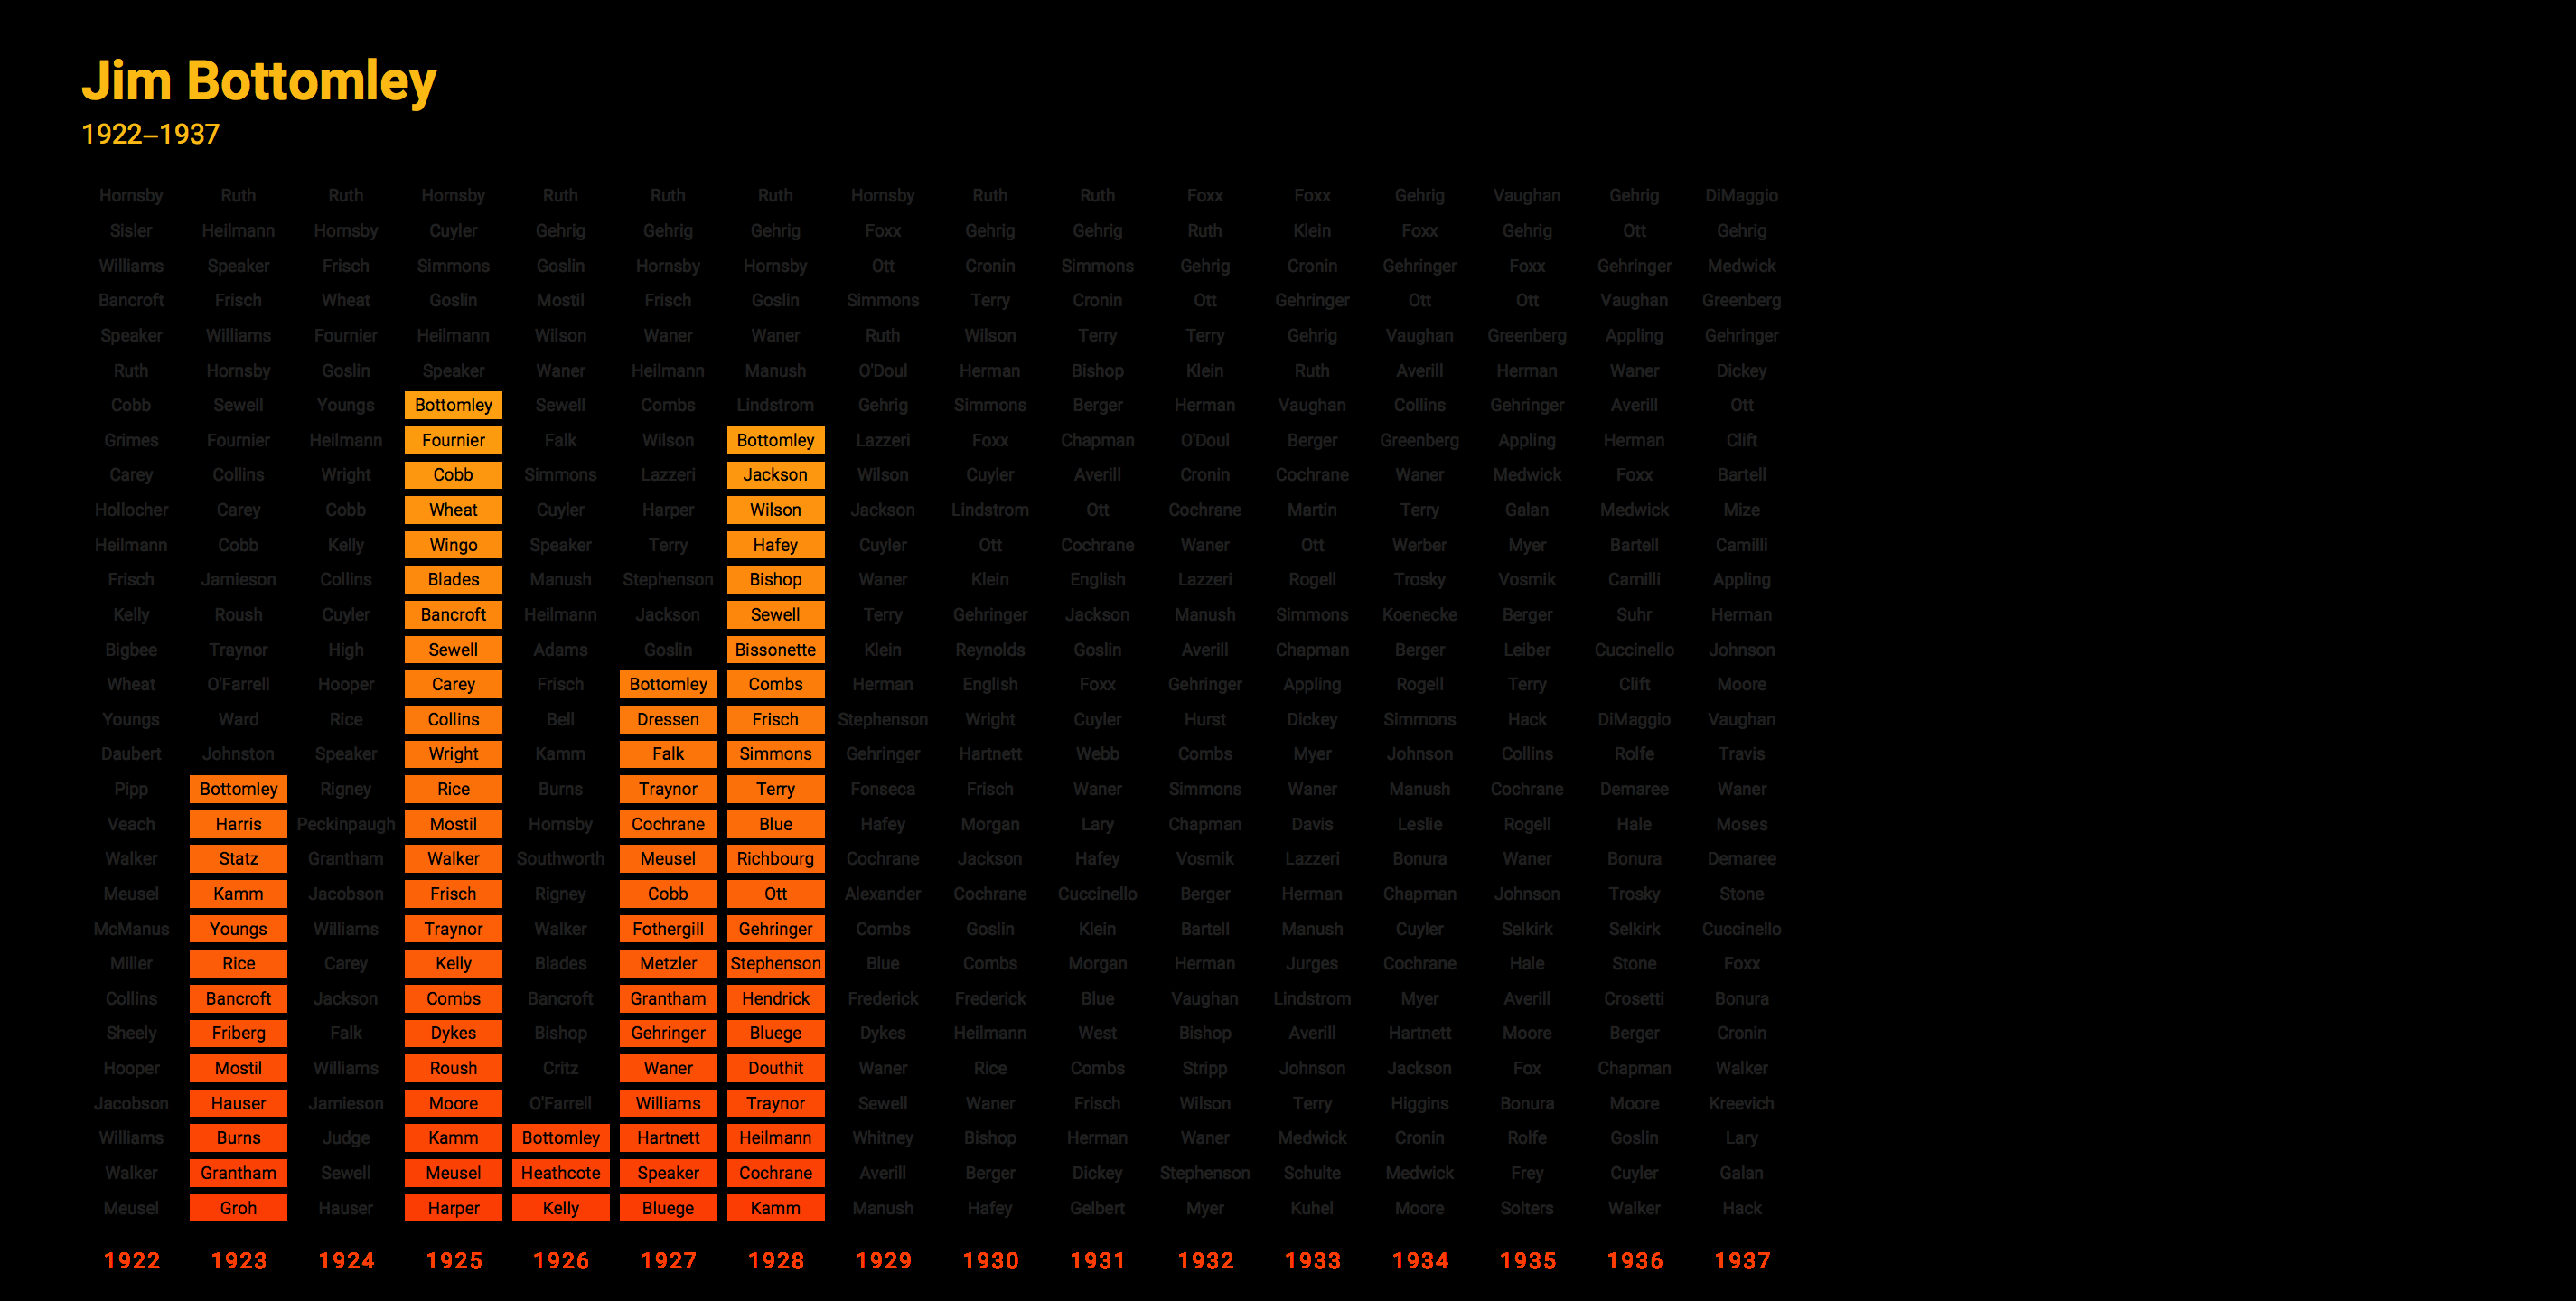 Jim Bottomley
1922–1937
Hornsby Ruth Ruth Hornsby Ruth Ruth Ruth Hornsby Ruth Ruth Foxx Foxx Gehrig Vaughan Gehrig DiMaggio
Sisler Heilmann Hornsby Cuyler Gehrig Gehrig Gehrig Foxx Gehrig Gehrig Ruth Klein Foxx Gehrig Ott Gehrig
Williams Speaker Frisch Simmons Goslin Hornsby Hornsby Ott Cronin Simmons Gehrig Cronin Gehringer Foxx Gehringer Medwick
Bancroft Frisch Wheat Goslin Mostil Frisch Goslin Simmons Terry Cronin Ott Gehringer Ott Ott Vaughan Greenberg
Speaker Williams Fournier Heilmann Wilson Waner Waner Ruth Wilson Terry Terry Gehrig Vaughan Greenberg Appling Gehringer
Ruth Hornsby Goslin Speaker Waner Heilmann Manush O'Doul Herman Bishop Klein Ruth Averill Herman Waner Dickey
Cobb Sewell Youngs Bottomley Sewell Combs Lindstrom Gehrig Simmons Berger Herman Vaughan Collins Gehringer Averill Ott
Grimes Fournier Heilmann Fournier Falk Wilson Bottomley Lazzeri Foxx Chapman O'Doul Berger Greenberg Appling Herman Clift
Carey Collins Wright Cobb Simmons Lazzeri Jackson Wilson Cuyler Averill Cronin Cochrane Waner Medwick Foxx Bartell
Hollocher Carey Cobb Wheat Cuyler Harper Wilson Jackson Lindstrom Ott Cochrane Martin Terry Galan Medwick Mize
Heilmann Cobb Kelly Wingo Speaker Terry Hafey Cuyler Ott Cochrane Waner Ott Werber Myer Bartell Camilli
Frisch Jamieson Collins Blades Manush Stephenson Bishop Waner Klein English Lazzeri Rogell Trosky Vosmik Camilli Appling
Kelly Roush Cuyler Bancroft Heilmann Jackson Sewell Terry Gehringer Jackson Manush Simmons Koenecke Berger Suhr Herman
Bigbee Traynor High Sewell Adams Goslin Bissonette Klein Reynolds Goslin Averill Chapman Berger Leiber Cuccinello Johnson
Wheat O'Farrell Hooper Carey Frisch Bottomley Combs Herman English Foxx Gehringer Appling Rogell Terry Clift Moore
Youngs Ward Rice Collins Bell Dressen Frisch Stephenson Wright Cuyler Hurst Dickey Simmons Hack DiMaggio Vaughan
Daubert Johnston Speaker Wright Kamm Falk Simmons Gehringer Hartnett Webb Combs Myer Johnson Collins Rolfe Travis
Pipp Bottomley Rigney Rice Burns Traynor Terry Fonseca Frisch Waner Simmons Waner Manush Cochrane Demaree Waner
Veach Harris Peckinpaugh Mostil Hornsby Cochrane Blue Hafey Morgan Lary Chapman Davis Leslie Rogell Hale Moses
Walker Statz Grantham Walker Southworth Meusel Richbourg Cochrane Jackson Hafey Vosmik Lazzeri Bonura Waner Bonura Demaree
Meusel Kamm Jacobson Frisch Rigney Cobb Ott Alexander Cochrane Cuccinello Berger Herman Chapman Johnson Trosky Stone
McManus Youngs Williams Traynor Walker Fothergill Gehringer Combs Goslin Klein Bartell Manush Cuyler Selkirk Selkirk Cuccinello
Miller Rice Carey Kelly Blades Metzler Stephenson Blue Combs Morgan Herman Jurges Cochrane Hale Stone Foxx
Collins Bancroft Jackson Combs Bancroft Grantham Hendrick Frederick Frederick Blue Vaughan Lindstrom Myer Averill Crosetti Bonura
Sheely Friberg Falk Dykes Bishop Gehringer Bluege Dykes Heilmann West Bishop Averill Hartnett Moore Berger Cronin
Hooper Mostil Williams Roush Critz Waner Douthit Waner Rice Combs Stripp Johnson Jackson Fox Chapman Walker
Jacobson Hauser Jamieson Moore O'Farrell Williams Traynor Sewell Waner Frisch Wilson Terry Higgins Bonura Moore Kreevich
Williams Burns Judge Kamm Bottomley Hartnett Heilmann Whitney Bishop Herman Waner Medwick Cronin Rolfe Goslin Lary
Walker Grantham Sewell Meusel Heathcote Speaker Cochrane Averill Berger Dickey Stephenson Schulte Medwick Frey Cuyler Galan
Meusel Groh Hauser Harper Kelly Bluege Kamm Manush Hafey Gelbert Myer Kuhel Moore Solters Walker Hack
1922 1923 1924 1925 1926 1927 1928 1929 1930 1931 1932 1933 1934 1935 1936 1937